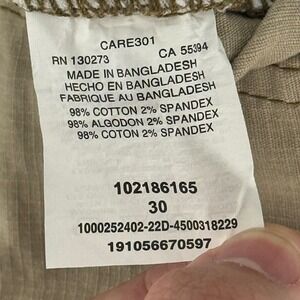 CARE301
RN 130273 CA 55394
MADE IN BANGLADESH
HECHO EN BANGLADESH
FABRIQUE AU BANGLADESH
98% COTTON 2% SPANDEX
98% ALGODON 2% SPANDEX
98% COTON 2% SPANDEX
102186165
30
1000252402-22D-4500318229
191056670597